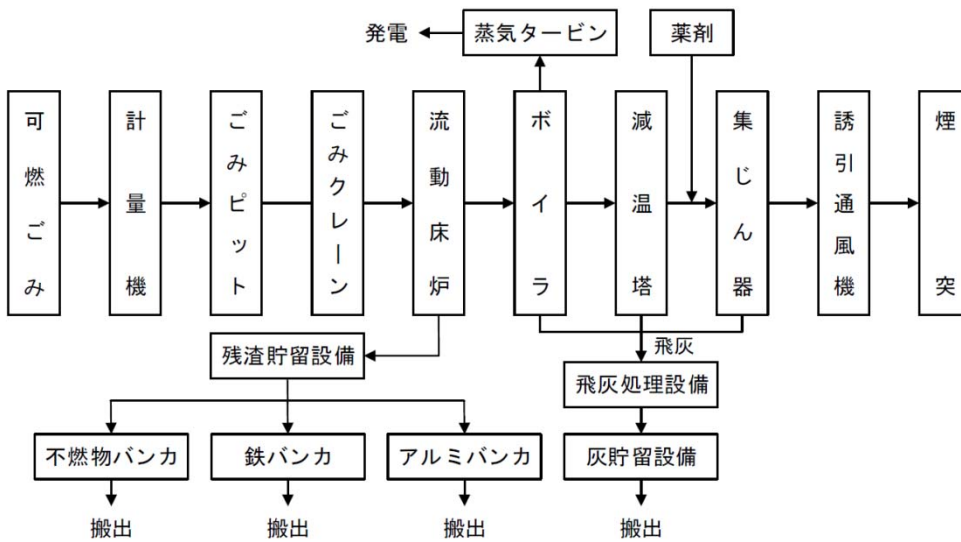 発電
蒸気タービン
薬剤
可燃ごみ
計量機
ごみピット
ごみクレーン
流動床炉
ボイラ
減温塔
集じん器
誘引通風機
煙突
残渣貯留設備
飛灰
飛灰処理設備
不燃物バンカ
鉄バンカ
アルミバンカ
灰貯留設備
搬出
搬出
搬出
搬出